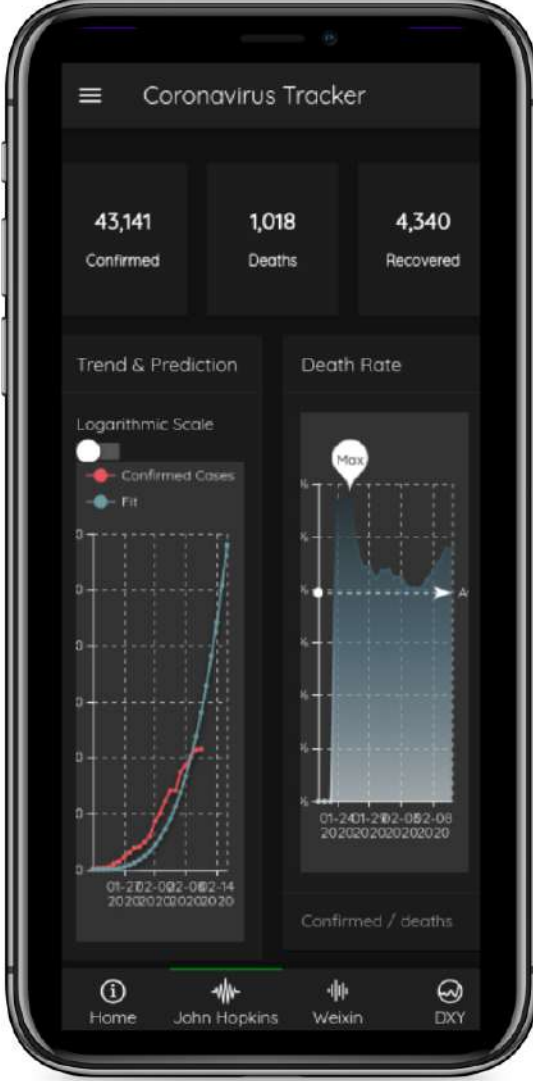 Coronavirus Tracker
43,141
1,018
4,340
Confirmed
Deaths
Recovered
Trend & Prediction
Death Rate
Logarithmic Scale
Confirmed Cases
Fit
Max
Confirmed / deaths
Home
John Hopkins
Weixin
DXY